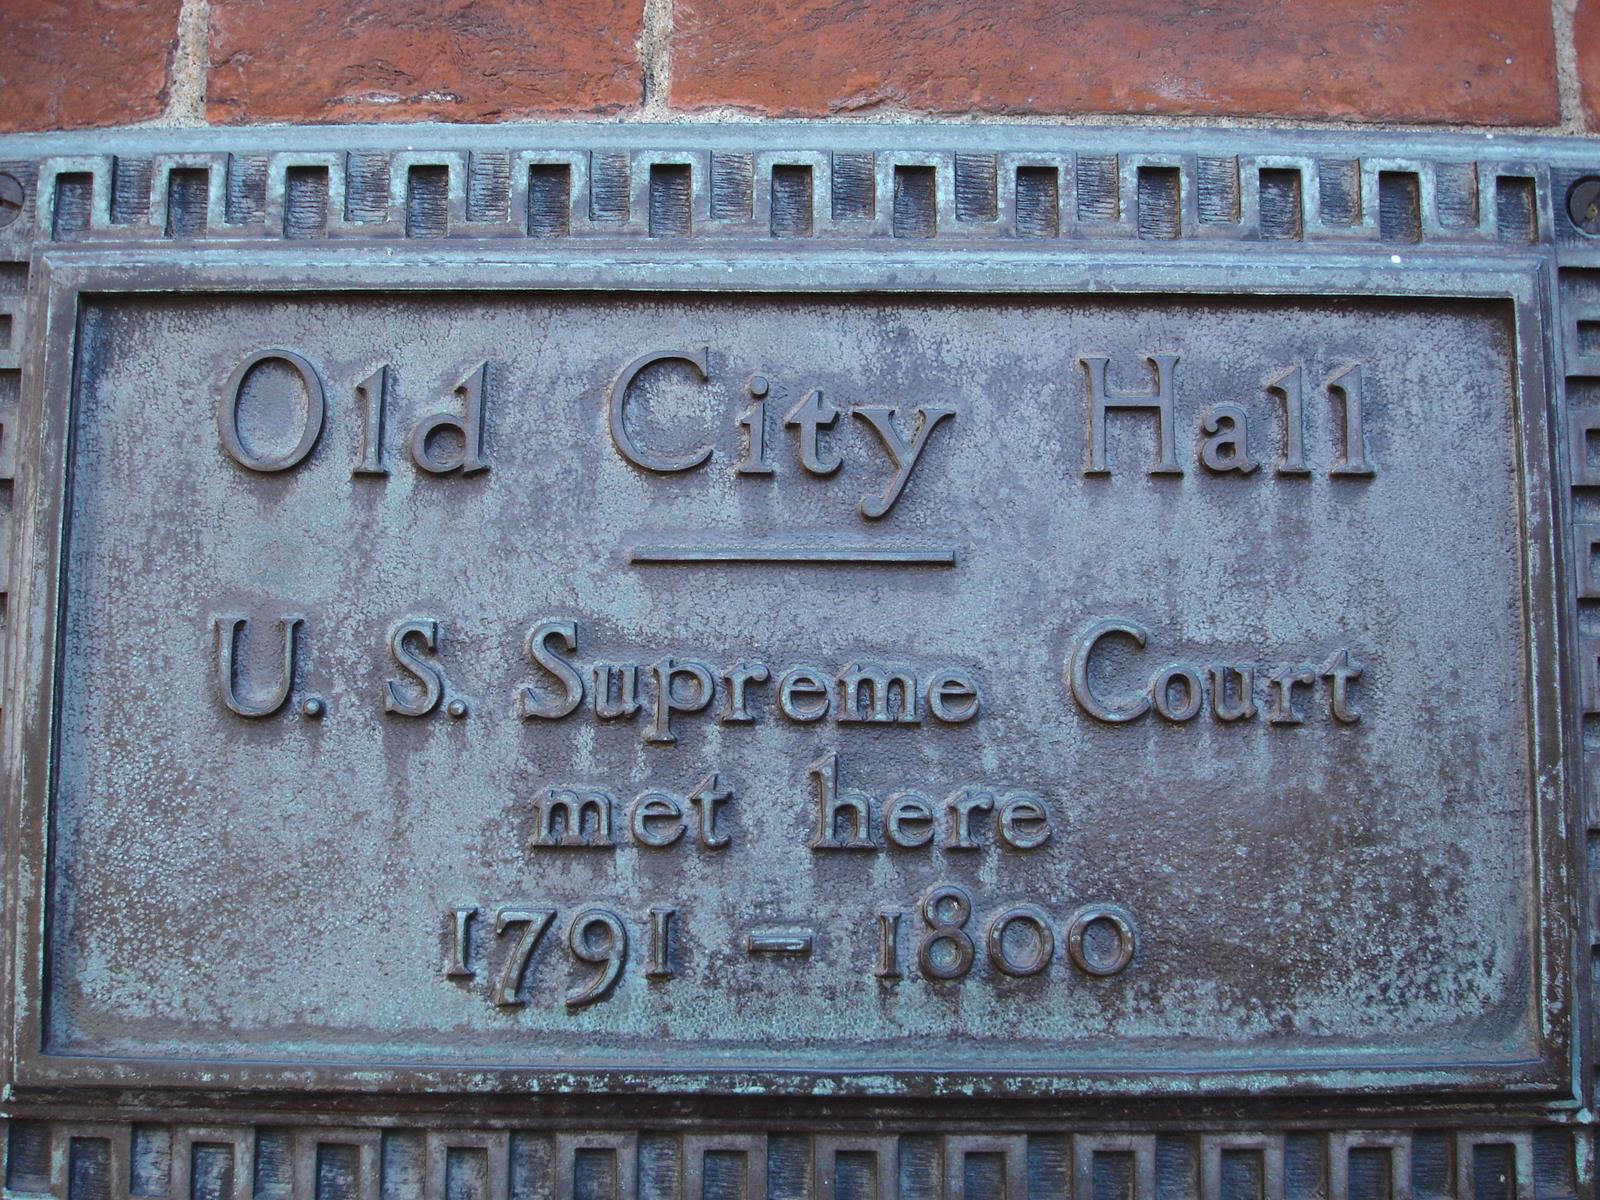 Old City Hall
U. S. Supreme Court
met here
1791 - 1800